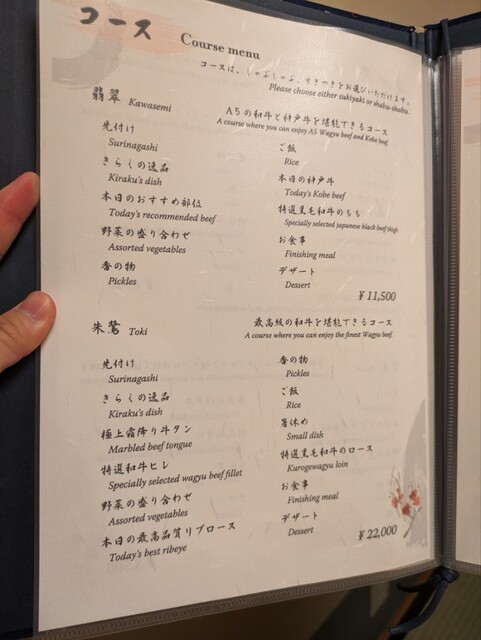 コース
Course menu
コースは、しゃぶしゃぶ、すきやきをお選びいただけます。
Please choose either sukiyaki or shabu-shabu.
翡翠 Kawasemi
A5の和牛と神戸牛を堪能できるコース
A course where you can enjoy A5 Wagyu beef and Kobe beef
先付け
Surinagashi
きらくの逸品
Kiraku's dish
本日のおすすめ部位
Today's recommended beef
野菜の盛り合わせ
Assorted vegetables
香の物
Pickles
ご飯
Rice
本日の神戸牛
Today's Kobe beef
特選黒毛和牛のもも
Specially selected japanese black beef thigh
お食事
Finishing meal
デザート
Dessert
¥11,500
朱鷺 Toki
最高級の和牛を堪能できるコース
A course where you can enjoy the finest Wagyu beef
先付け
Surinagashi
きらくの逸品
Kiraku's dish
極上霜降り牛タン
Marbled beef tongue
特選和牛ヒレ
Specially selected wagyu beef fillet
野菜の盛り合わせ
Assorted vegetables
本日の最高品質リブロース
Today's best ribeye
香の物
Pickles
ご飯
Rice
箸休め
Small dish
特選黒毛和牛のロース
Kurogewagyu loin
お食事
Finishing meal
デザート
Dessert
¥22,000